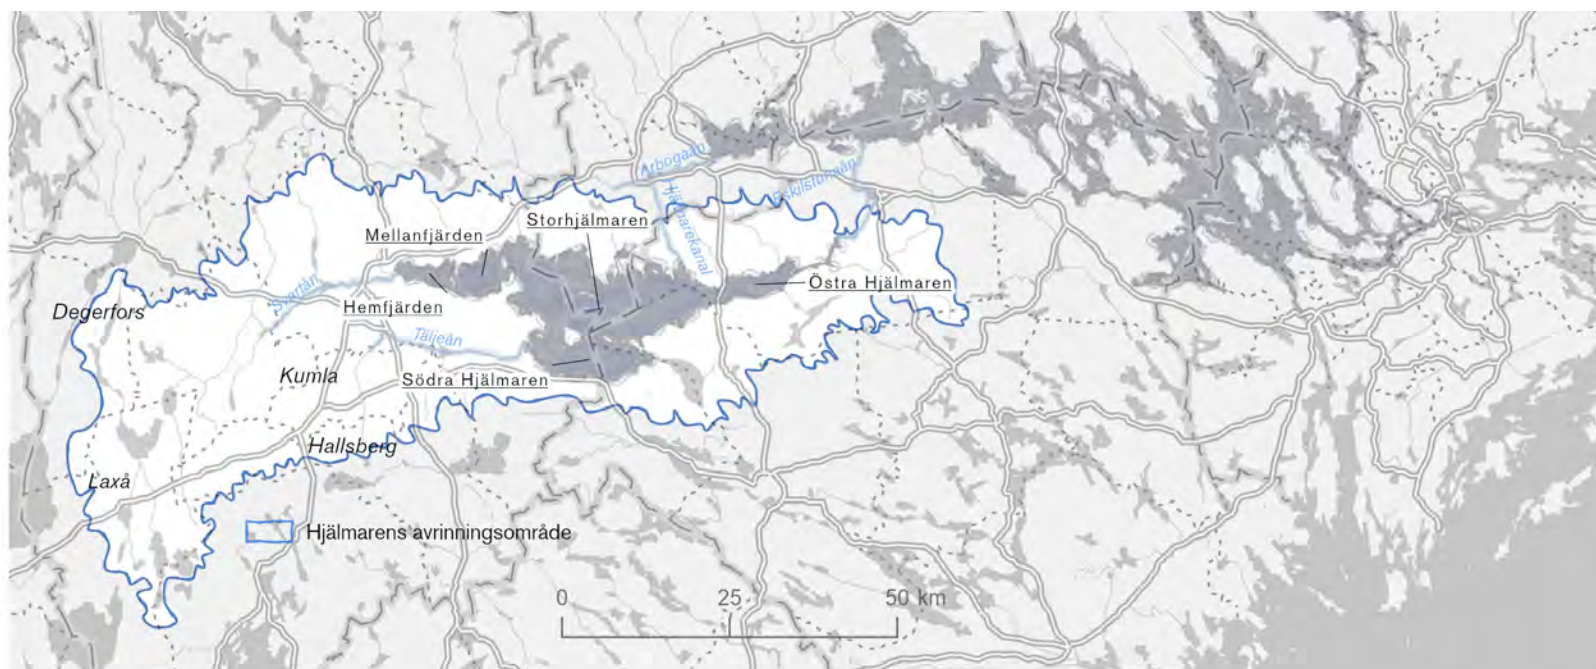 Arbogaån
Eskilstunaån
Hjälmarekanal
Storhjälmaren
Mellanfjärden
Svartån
Östra Hjälmaren
Hemfjärden
Degerfors
Täljeån
Kumla
Södra Hjälmaren
Hallsberg
Laxå
Hjälmarens avrinningsområde
0 25 50 km